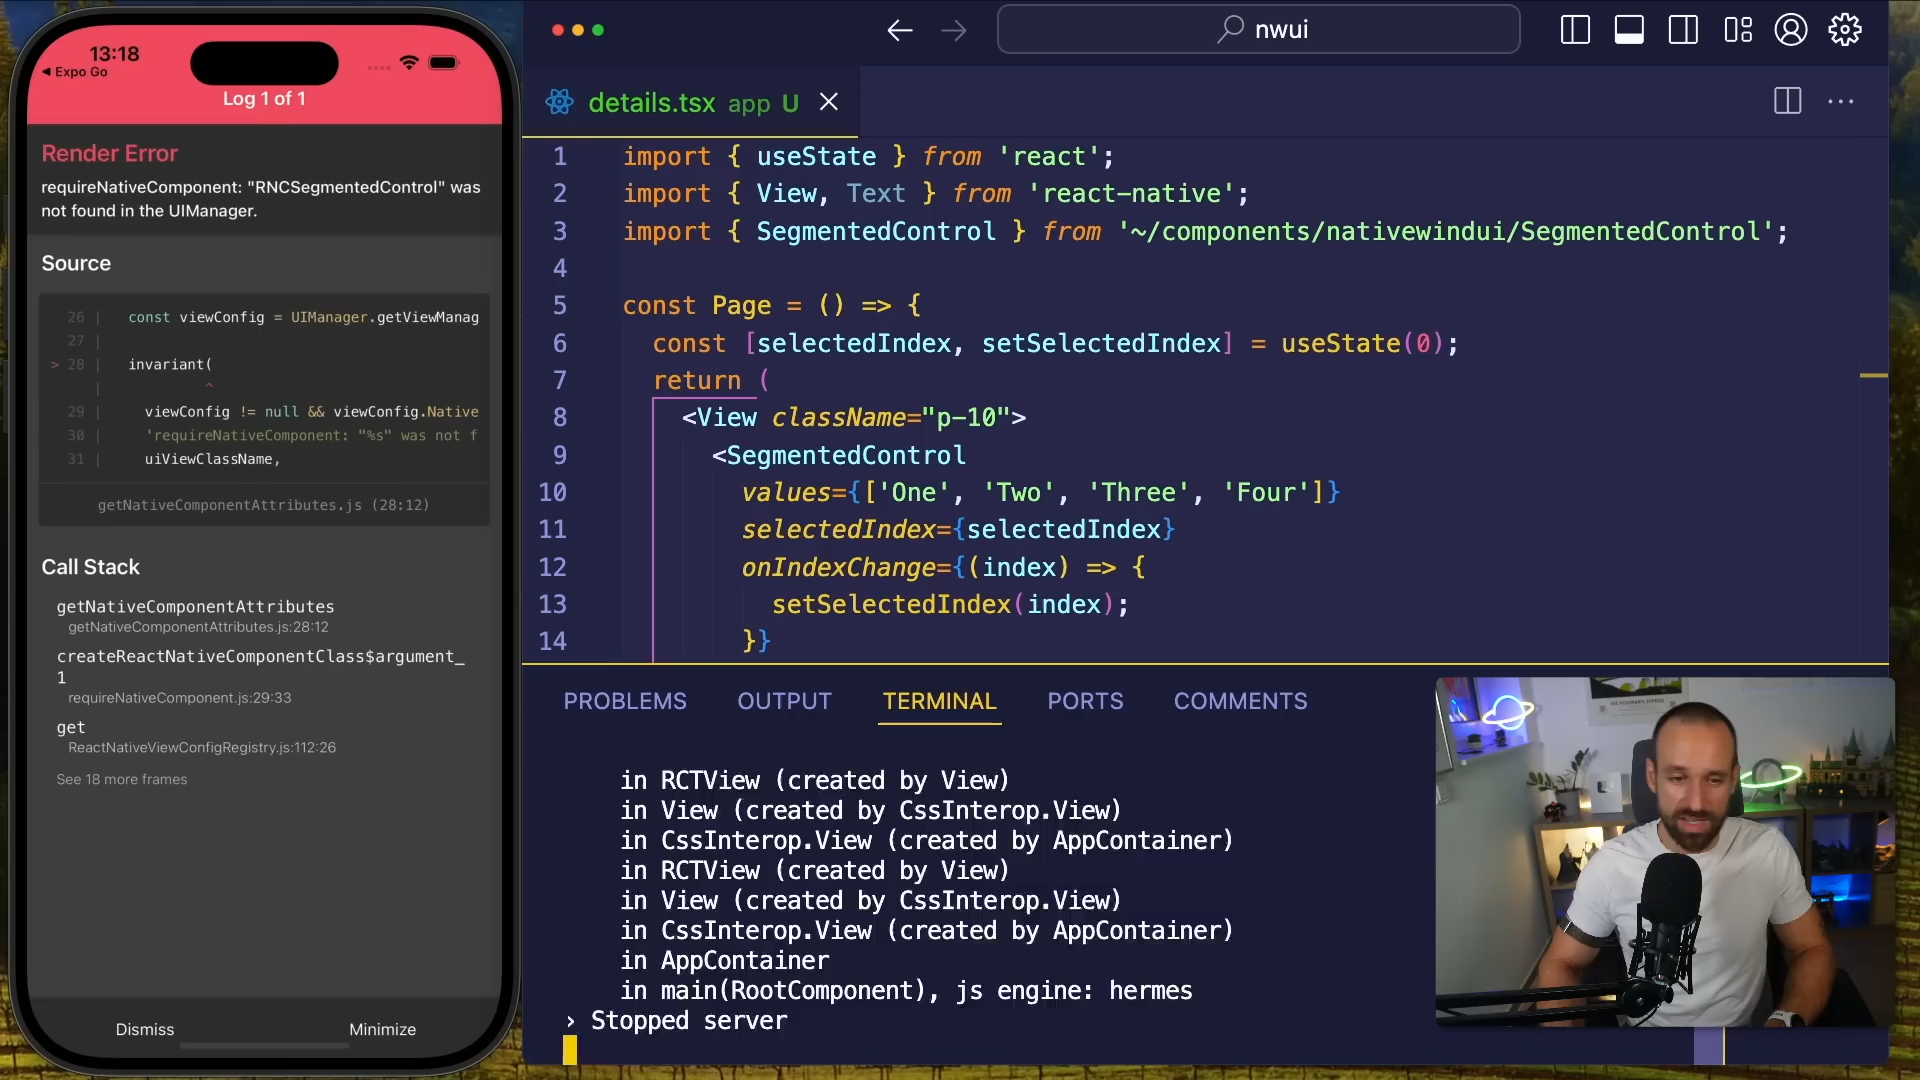 13:18
◀ Expo Go
Log 1 of 1
Render Error
requireNativeComponent: "RNCSegmentedControl" was
not found in the UIManager.
Source
26 | const viewConfig = UIManager.getViewManag
27 |
> 28 | invariant(
| ^
29 | viewConfig != null && viewConfig.Native
30 | 'requireNativeComponent: "%s" was not f
31 | uiViewClassName,
getNativeComponentAttributes.js (28:12)
Call Stack
getNativeComponentAttributes
getNativeComponentAttributes.js:28:12
createReactNativeComponentClass$argument_
1
requireNativeComponent.js:29:33
get
ReactNativeViewConfigRegistry.js:112:26
See 18 more frames
Dismiss Minimize
nwui
details.tsx app U
1 import { useState } from 'react';
2 import { View, Text } from 'react-native';
3 import { SegmentedControl } from '~/components/nativewindui/SegmentedControl';
4
5 const Page = () => {
6 const [selectedIndex, setSelectedIndex] = useState(0);
7 return (
8 <View className="p-10">
9 <SegmentedControl
10 values={['One', 'Two', 'Three', 'Four']}
11 selectedIndex={selectedIndex}
12 onIndexChange={(index) => {
13 setSelectedIndex(index);
14 }}
PROBLEMS OUTPUT TERMINAL PORTS COMMENTS
in RCTView (created by View)
in View (created by CssInterop.View)
in CssInterop.View (created by AppContainer)
in RCTView (created by View)
in View (created by CssInterop.View)
in CssInterop.View (created by AppContainer)
in AppContainer
in main(RootComponent), js engine: hermes
› Stopped server